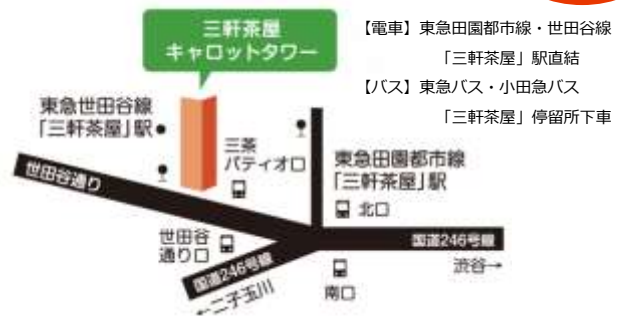 三軒茶屋
キャロットタワー
【電車】東急田園都市線・世田谷線
「三軒茶屋」駅直結
【バス】東急バス・小田急バス
「三軒茶屋」停留所下車
東急世田谷線
「三軒茶屋」駅
三茶
パティオ口
東急田園都市線
「三軒茶屋」駅
世田谷通り
北口
世田谷
通り口
国道246号線
国道246号線
渋谷→
←二子玉川
南口